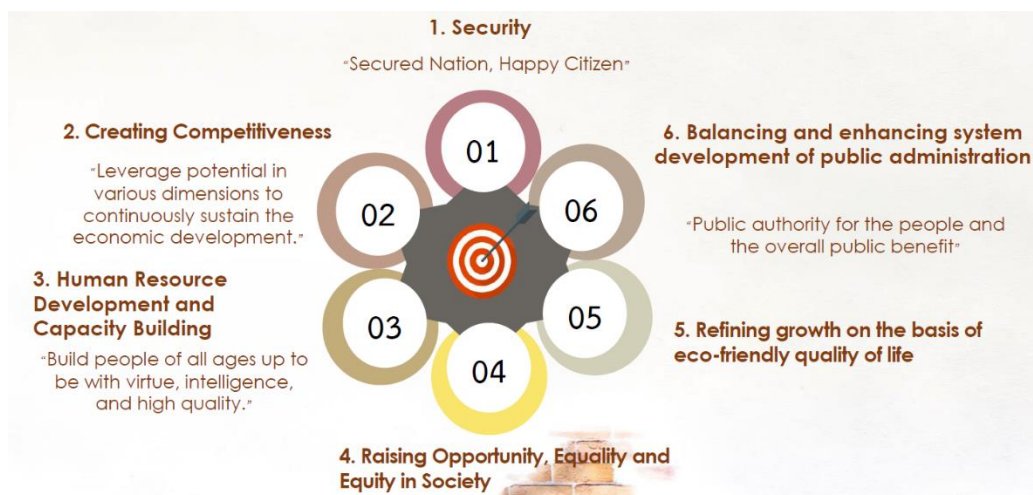 1. Security
"Secured Nation, Happy Citizen"
01
2. Creating Competitiveness
"Leverage potential in
various dimensions to
continuously sustain the
economic development."
02
3. Human Resource
Development and
Capacity Building
"Build people of all ages up to
be with virtue, intelligence,
and high quality."
03
04
4. Raising Opportunity, Equality and
Equity in Society
05
5. Refining growth on the basis of
eco-friendly quality of life
06
6. Balancing and enhancing system
development of public administration
"Public authority for the people and
the overall public benefit"